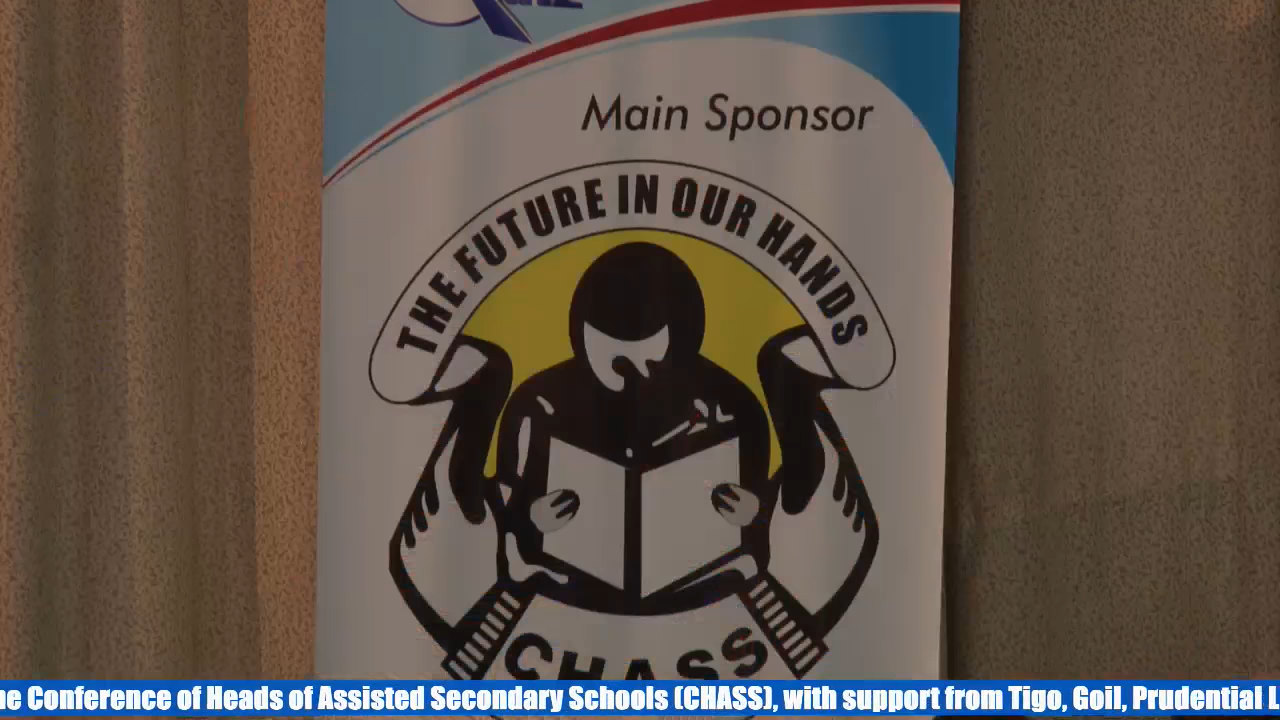 Main Sponsor
THE FUTURE IN OUR HANDS
CHASS
Conference of Heads of Assisted Secondary Schools (CHASS), with support from Tigo, Goil, Prudential